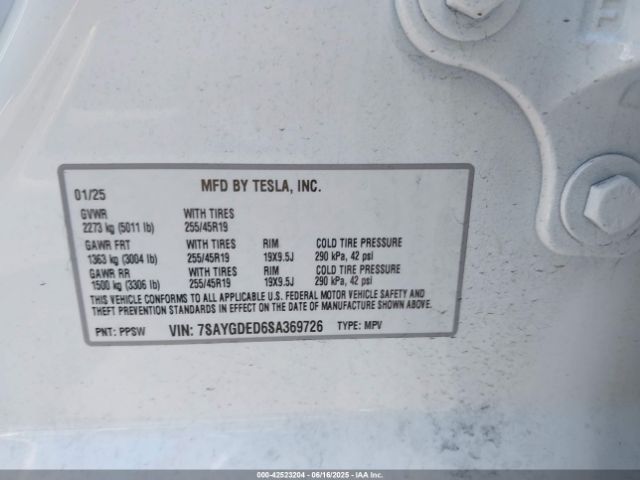 MFD BY TESLA, INC.
01/25
GVWR WITH TIRES
2273 kg (5011 lb) 255/45R19
GAWR FRT WITH TIRES RIM COLD TIRE PRESSURE
1363 kg (3004 lb) 255/45R19 19X9.5J 290 kPa, 42 psi
GAWR RR WITH TIRES RIM COLD TIRE PRESSURE
1500 kg (3306 lb) 255/45R19 19X9.5J 290 kPa, 42 psi
THIS VEHICLE CONFORMS TO ALL APPLICABLE U.S. FEDERAL MOTOR VEHICLE SAFETY AND
THEFT PREVENTION STANDARDS IN EFFECT ON THE DATE OF MANUFACTURE SHOWN ABOVE.
PNT: PPSW VIN: 7SAYGDED6SA369726 TYPE: MPV
000-42523204 - 06/16/2025 - IAAI.COM